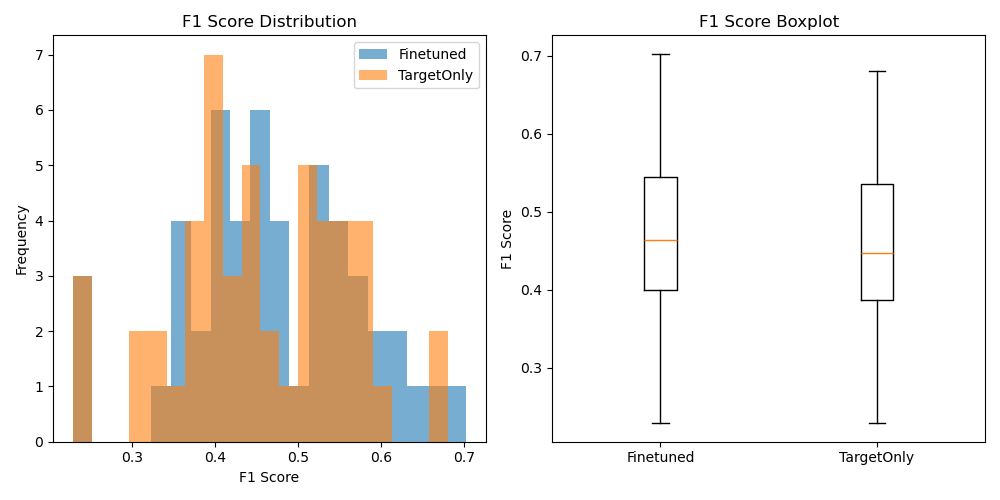 F1 Score Distribution
Finetuned
TargetOnly
Frequency
7
6
5
4
3
2
1
0
0.3 0.4 0.5 0.6 0.7
F1 Score
F1 Score Boxplot
F1 Score
0.7
0.6
0.5
0.4
0.3
Finetuned TargetOnly